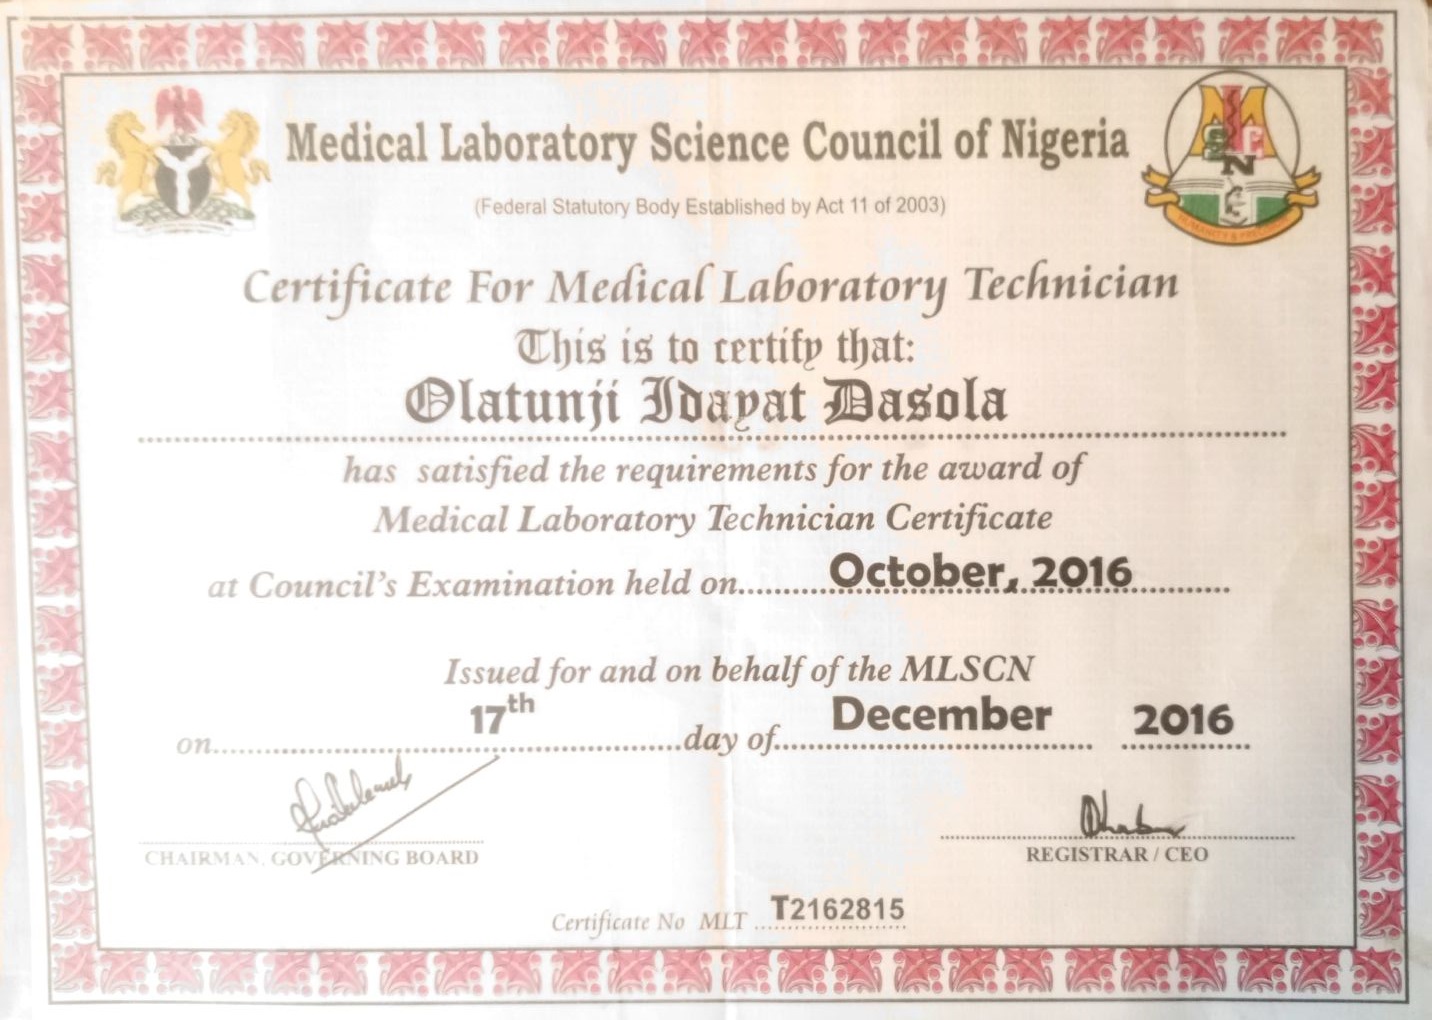 Medical Laboratory Science Council of Nigeria
(Federal Statutory Body Established by Act 11 of 2003)
Certificate For Medical Laboratory Technician
This is to certify that:
Olatunji Idayat Dasola
has satisfied the requirements for the award of
Medical Laboratory Technician Certificate
at Council's Examination held on October, 2016
Issued for and on behalf of the MLSCN
on 17th day of December 2016
CHAIRMAN, GOVERNING BOARD
REGISTRAR / CEO
Certificate No MLT T2162815